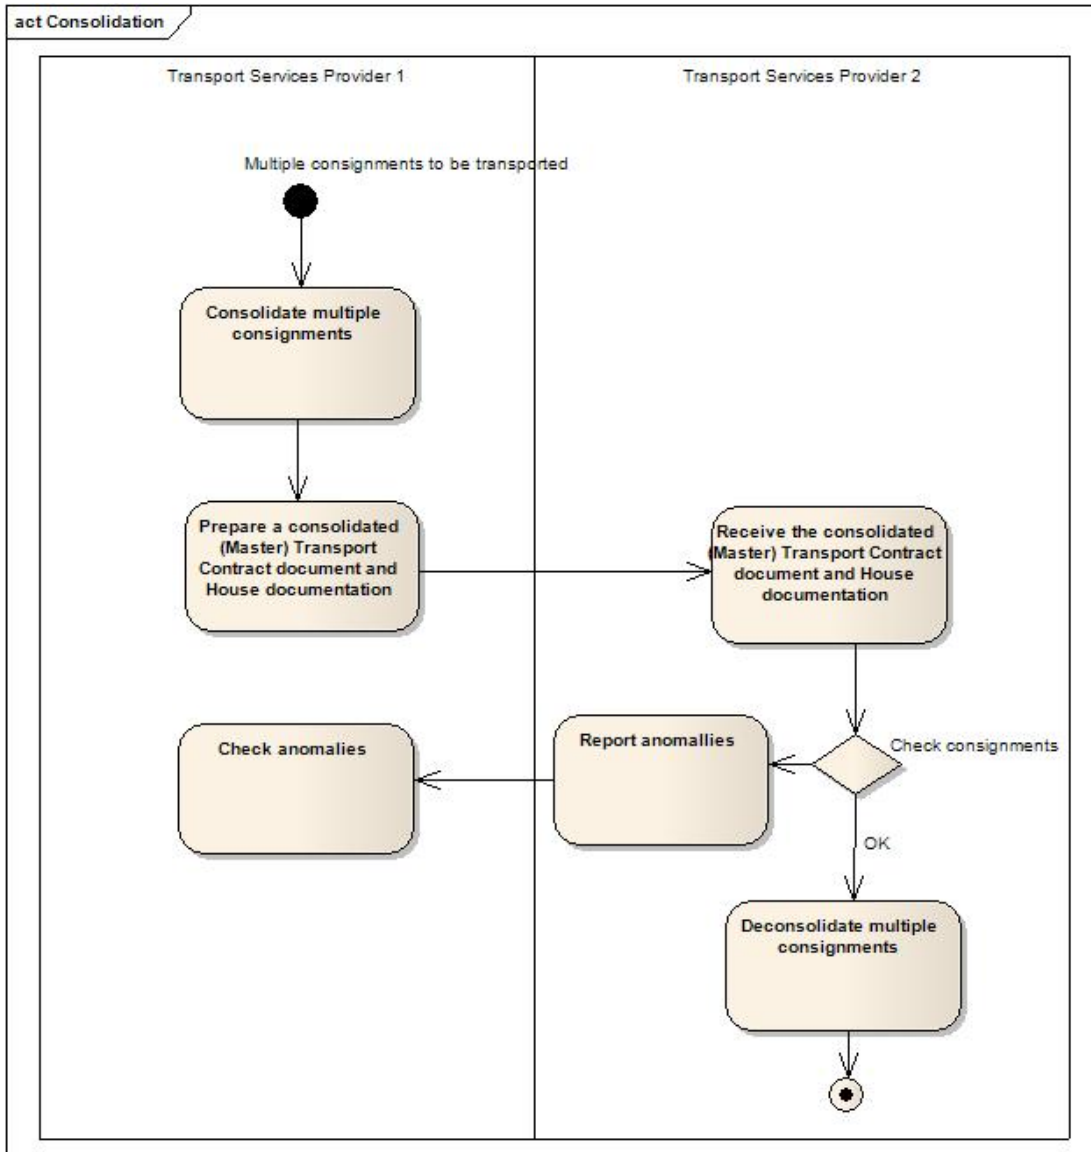 act Consolidation
Transport Services Provider 1
Transport Services Provider 2
Multiple consignments to be transported
Consolidate multiple
consignments
Prepare a consolidated
(Master) Transport
Contract document and
House documentation
Receive the consolidated
(Master) Transport Contract
document and House
documentation
Check anomalies
Report anomallies
Check consignments
OK
Deconsolidate multiple
consignments